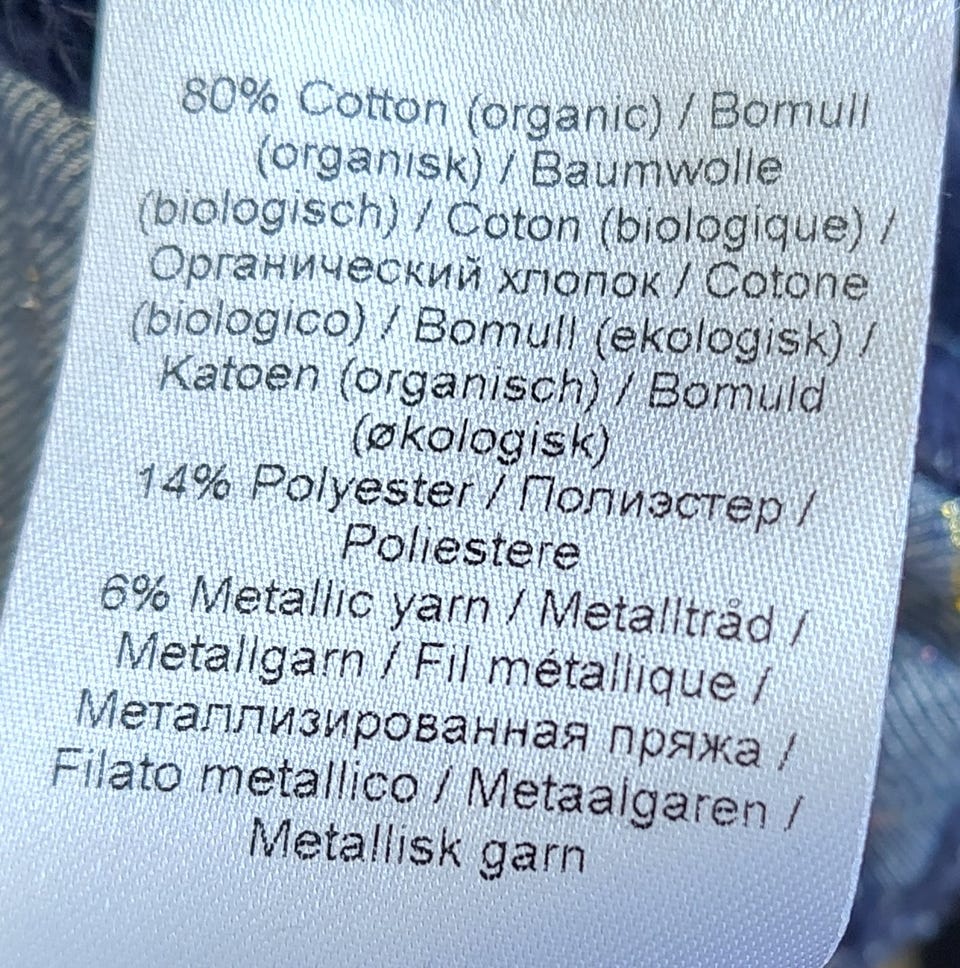 80% Cotton (organic) / Bomull
(organisk) / Baumwolle
(biologisch) / Coton (biologique) /
Органический хлопок / Cotone
(biologico) / Bomull (ekologisk) /
Katoen (organisch) / Bomuld
(økologisk)
14% Polyester / Полиэстер /
Poliestere
6% Metallic yarn / Metalltråd /
Metallgarn / Fil métallique /
Металлизированная пряжа /
Filato metallico / Metaalgaren /
Metallisk garn